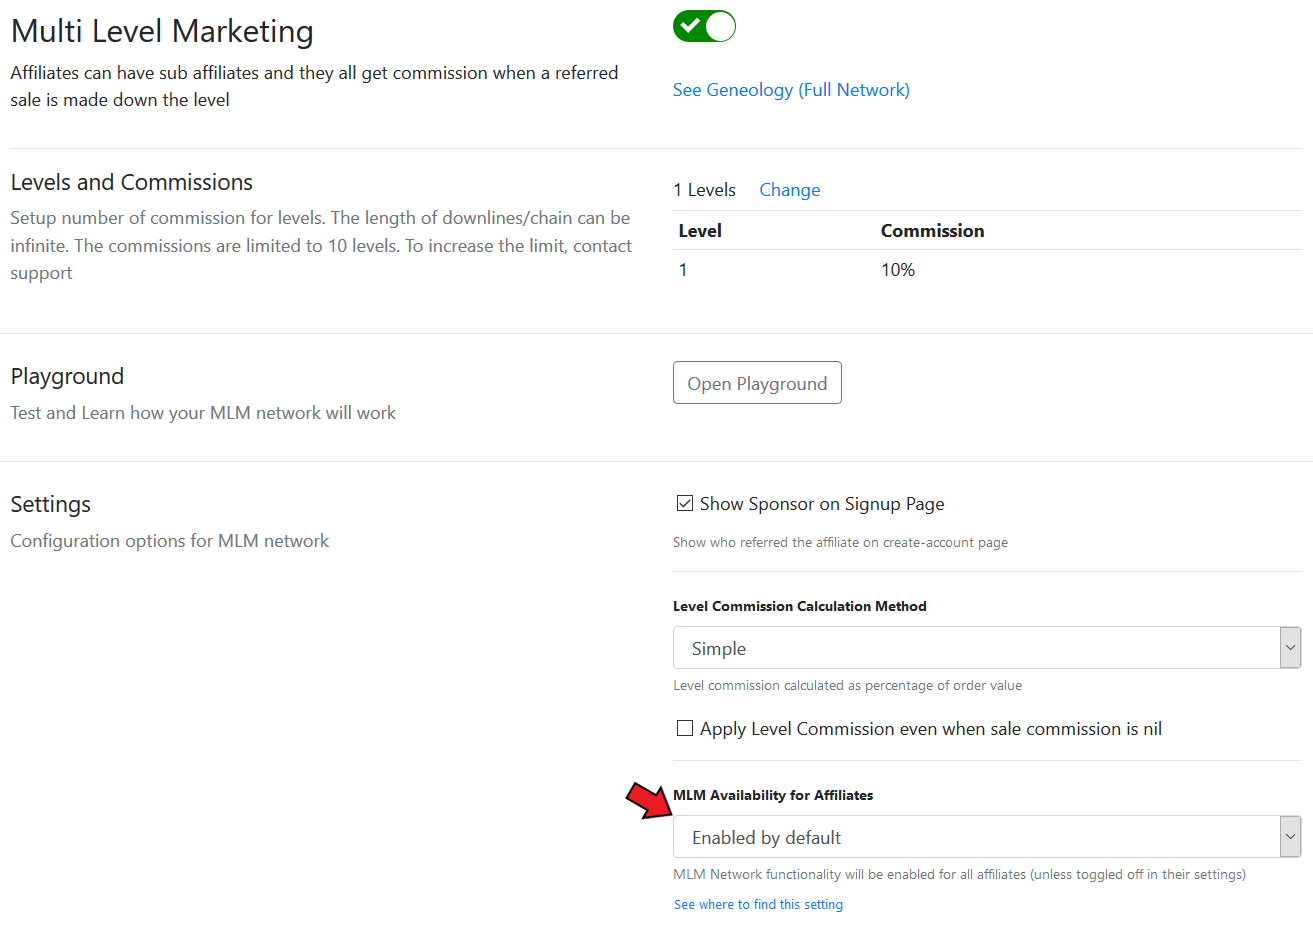 Multi Level Marketing
Affiliates can have sub affiliates and they all get commission when a referred
sale is made down the level
See Geneology (Full Network)
Levels and Commissions
Setup number of commission for levels. The length of downlines/chain can be
infinite. The commissions are limited to 10 levels. To increase the limit, contact
support
1 Levels Change
Level Commission
1 10%
Playground
Test and Learn how your MLM network will work
Open Playground
Settings
Configuration options for MLM network
Show Sponsor on Signup Page
Show who referred the affiliate on create-account page
Level Commission Calculation Method
Simple
Level commission calculated as percentage of order value
Apply Level Commission even when sale commission is nil
MLM Availability for Affiliates
Enabled by default
MLM Network functionality will be enabled for all affiliates (unless toggled off in their settings)
See where to find this setting